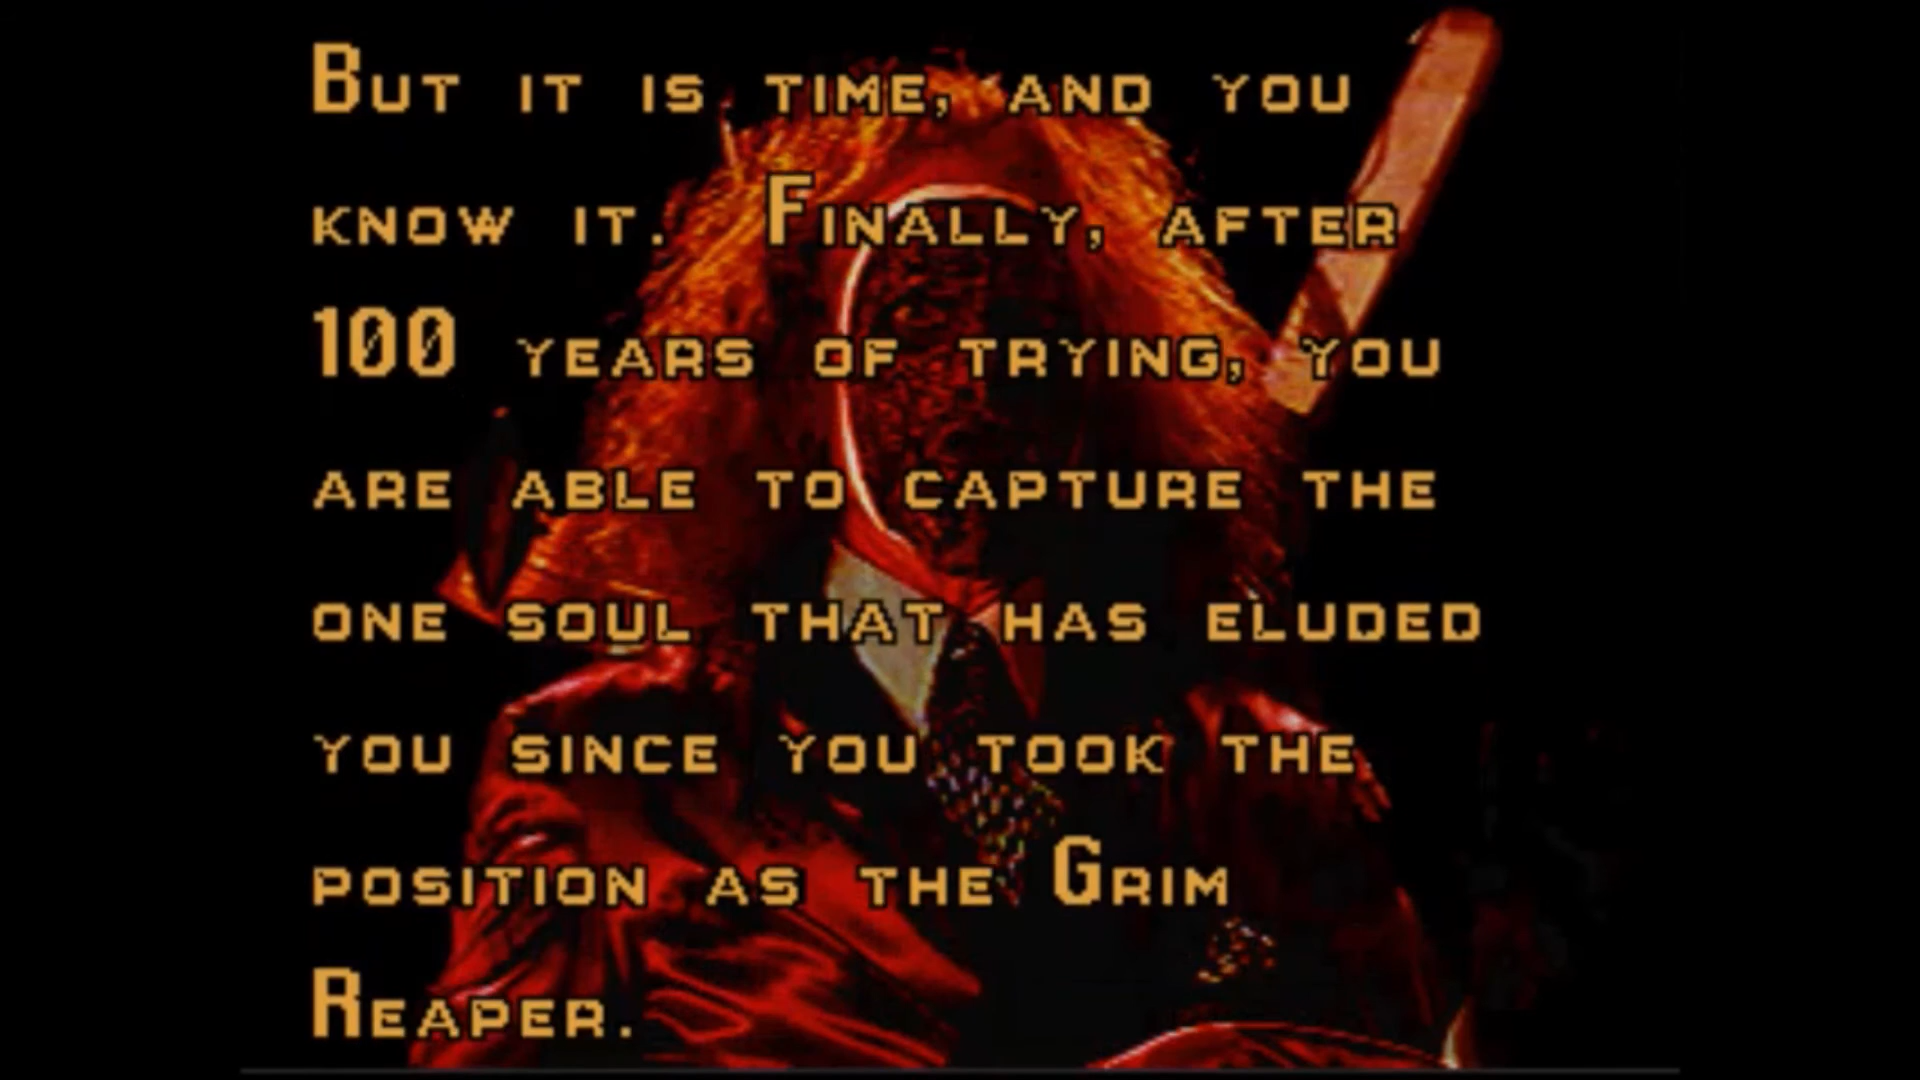 But it is time, and you
know it. Finally, after
100 years of trying, you
are able to capture the
one soul that has eluded
you since you took the
position as the Grim
Reaper.